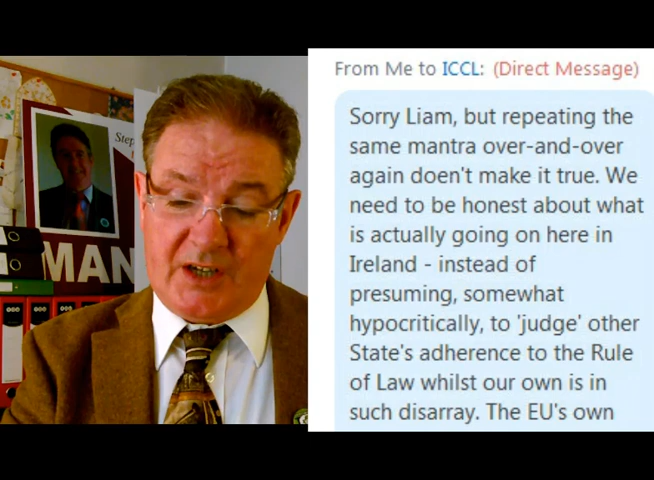 Step
MAN
From Me to ICCL: (Direct Message)
Sorry Liam, but repeating the
same mantra over-and-over
again doen't make it true. We
need to be honest about what
is actually going on here in
Ireland - instead of
presuming, somewhat
hypocritically, to 'judge' other
State's adherence to the Rule
of Law whilst our own is in
such disarray. The EU's own